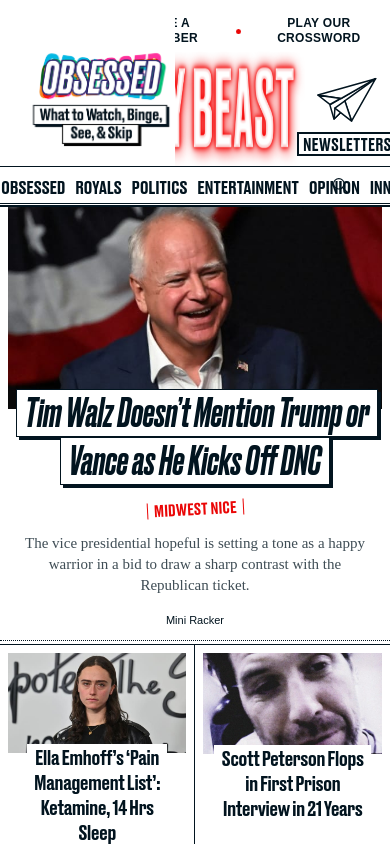 E A
BER
PLAY OUR
CROSSWORD
OBSESSED
What to Watch, Binge,
See, & Skip
Y BEAST
NEWSLETTERS
OBSESSED ROYALS POLITICS ENTERTAINMENT OPINION INN
Tim Walz Doesn't Mention Trump or
Vance as He Kicks Off DNC
MIDWEST NICE
The vice presidential hopeful is setting a tone as a happy
warrior in a bid to draw a sharp contrast with the
Republican ticket.
Mini Racker
Ella Emhoff's ‘Pain
Management List’:
Ketamine, 14 Hrs
Sleep
Scott Peterson Flops
in First Prison
Interview in 21 Years